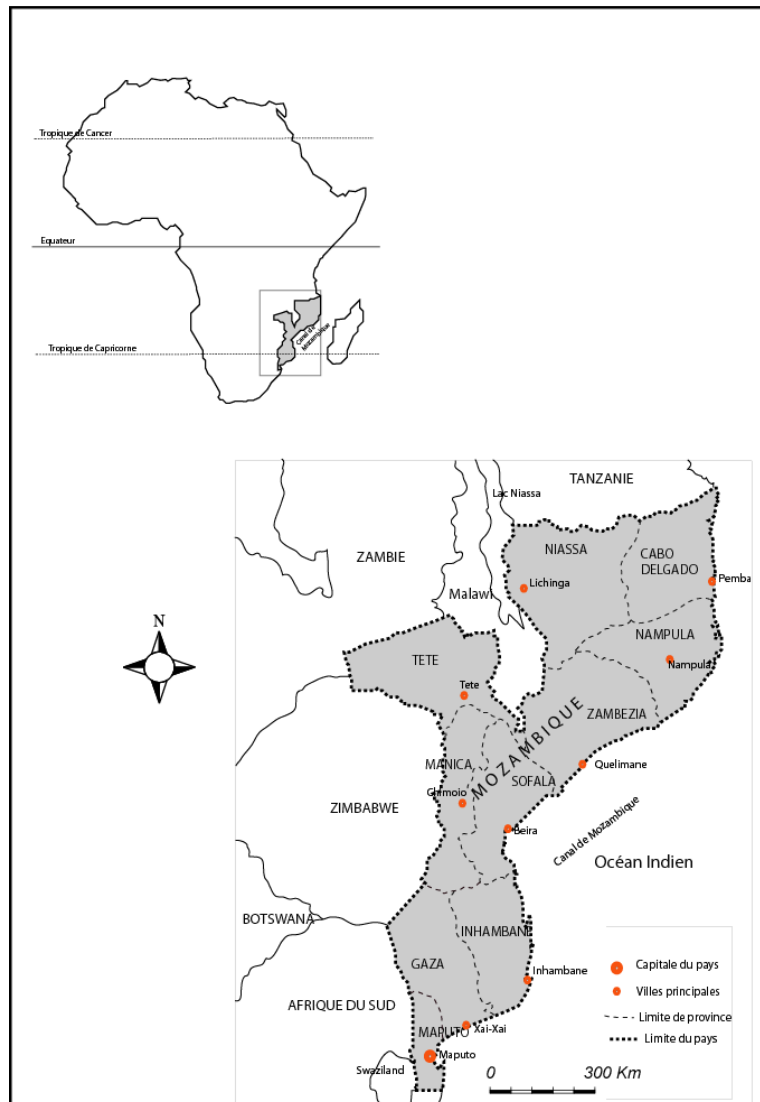 Tropique de Cancer
Equateur
Canal de
Mozambique
Tropique de Capricorne
TANZANIE
Lac Niassa
NIASSA
CABO
DELGADO
ZAMBIE
Lichinga
Pemba
Malawi
N
NAMPULA
Nampula
TETE
Tete
ZAMBEZIA
MOZAMBIQUE
MANICA
Quelimane
SOFALA
Chimoio
ZIMBABWE
Beira
Canal de Mozambique
Océan Indien
BOTSWANA
INHAMBANE
GAZA
Inhambane
Capitale du pays
Villes principales
AFRIQUE DU SUD
Limite de province
MAPUTO
Xai-Xai
Limite du pays
Maputo
Swaziland
0 300 Km